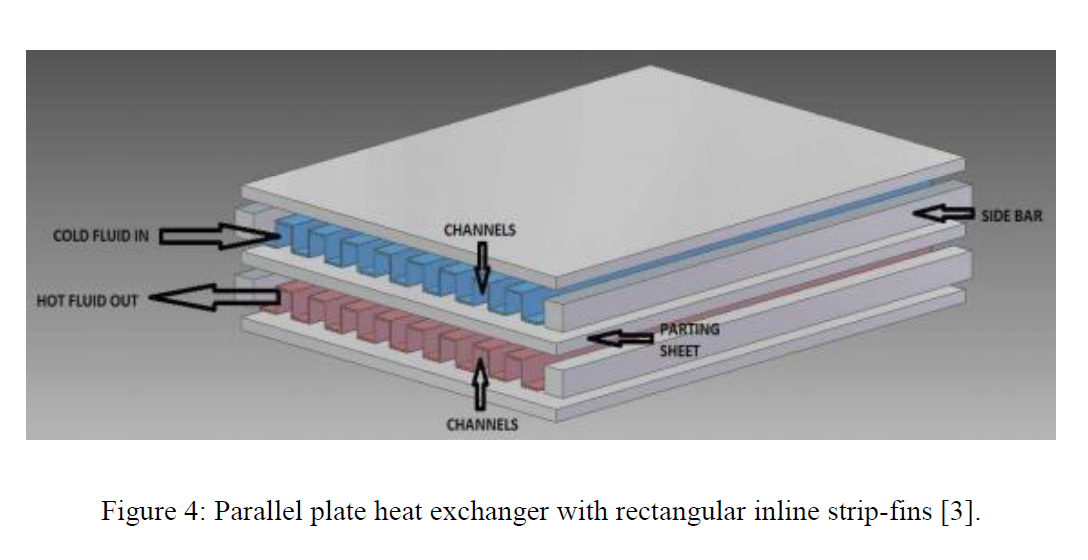 COLD FLUID IN
CHANNELS
SIDE BAR
HOT FLUID OUT
PARTING
SHEET
CHANNELS
Figure 4: Parallel plate heat exchanger with rectangular inline strip-fins [3].